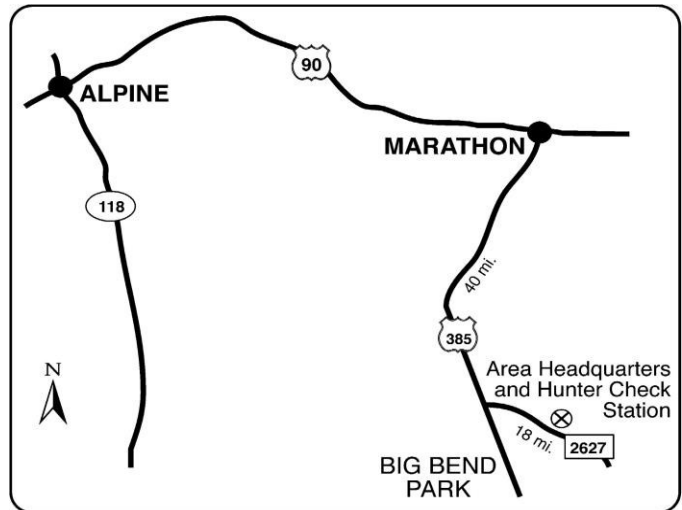 90
ALPINE
MARATHON
118
40 mi.
385
N
Area Headquarters
and Hunter Check
Station
18 mi.
2627
BIG BEND
PARK